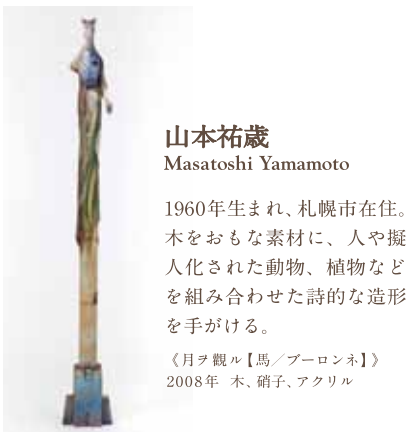 山本祐歳
Masatoshi Yamamoto
1960年生まれ、札幌市在住。
木をおもな素材に、人や擬
人化された動物、植物など
を組み合わせた詩的な造形
を手がける。
《月ヲ觀ル【馬／ブーロンネ】》
2008年 木、硝子、アクリル